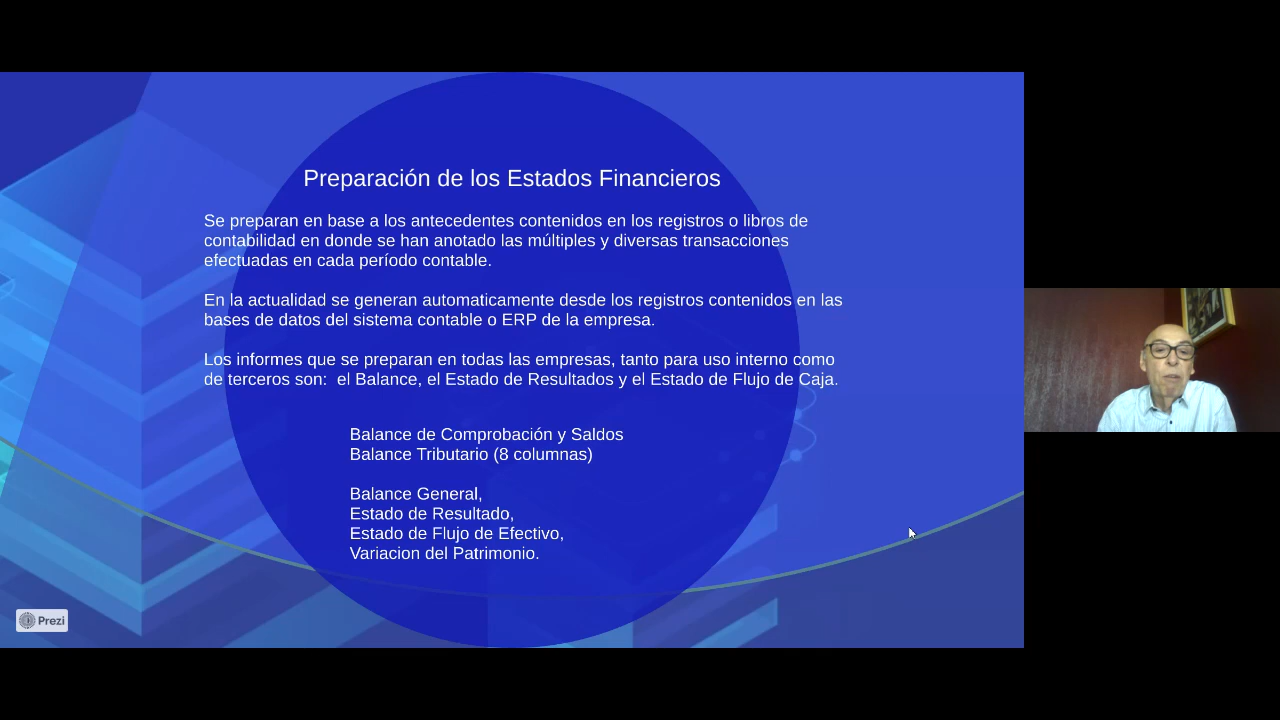 Preparación de los Estados Financieros
Se preparan en base a los antecedentes contenidos en los registros o libros de
contabilidad en donde se han anotado las múltiples y diversas transacciones
efectuadas en cada período contable.
En la actualidad se generan automaticamente desde los registros contenidos en las
bases de datos del sistema contable o ERP de la empresa.
Los informes que se preparan en todas las empresas, tanto para uso interno como
de terceros son:  el Balance, el Estado de Resultados y el Estado de Flujo de Caja.
Balance de Comprobación y Saldos
Balance Tributario (8 columnas)
Balance General,
Estado de Resultado,
Estado de Flujo de Efectivo,
Variacion del Patrimonio.
Prezi